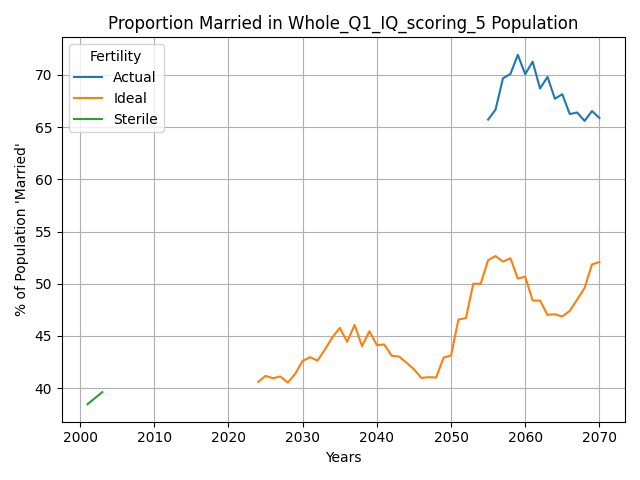 Proportion Married in Whole_Q1_IQ_scoring_5 Population
Fertility
Actual
Ideal
Sterile
% of Population 'Married'
70
65
60
55
50
45
40
2000
2010
2020
2030
2040
2050
2060
2070
Years